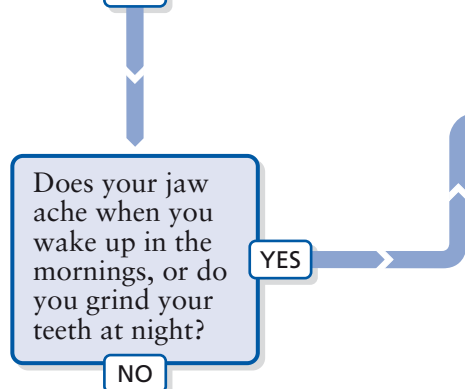 Does your jaw
ache when you
wake up in the
mornings, or do
you grind your
teeth at night?
YES
NO